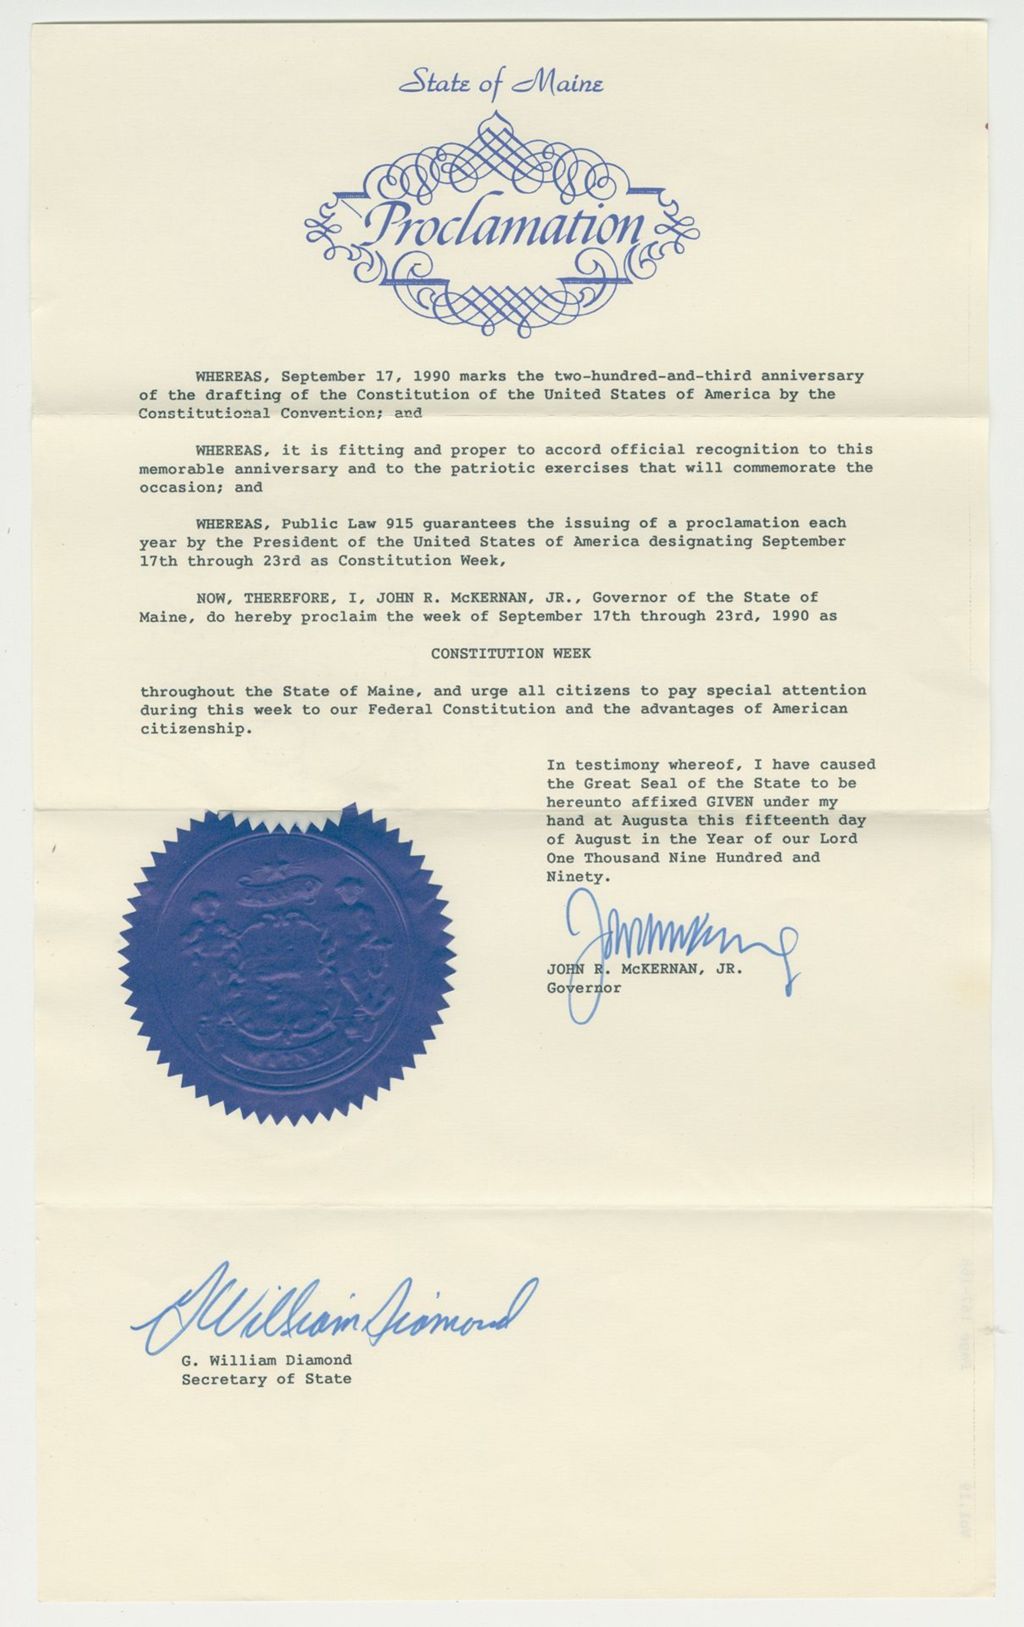 State of Maine
Proclamation
WHEREAS, September 17, 1990 marks the two-hundred-and-third anniversary
of the drafting of the Constitution of the United States of America by the
Constitutional Convention; and
WHEREAS, it is fitting and proper to accord official recognition to this
memorable anniversary and to the patriotic exercises that will commemorate the
occasion; and
WHEREAS, Public Law 915 guarantees the issuing of a proclamation each
year by the President of the United States of America designating September
17th through 23rd as Constitution Week,
NOW, THEREFORE, I, JOHN R. McKERNAN, JR., Governor of the State of
Maine, do hereby proclaim the week of September 17th through 23rd, 1990 as
CONSTITUTION WEEK
throughout the State of Maine, and urge all citizens to pay special attention
during this week to our Federal Constitution and the advantages of American
citizenship.
In testimony whereof, I have caused
the Great Seal of the State to be
hereunto affixed GIVEN under my
hand at Augusta this fifteenth day
of August in the Year of our Lord
One Thousand Nine Hundred and
Ninety.
JOHN R. McKERNAN, JR.
Governor
G William Diamond
G. William Diamond
Secretary of State